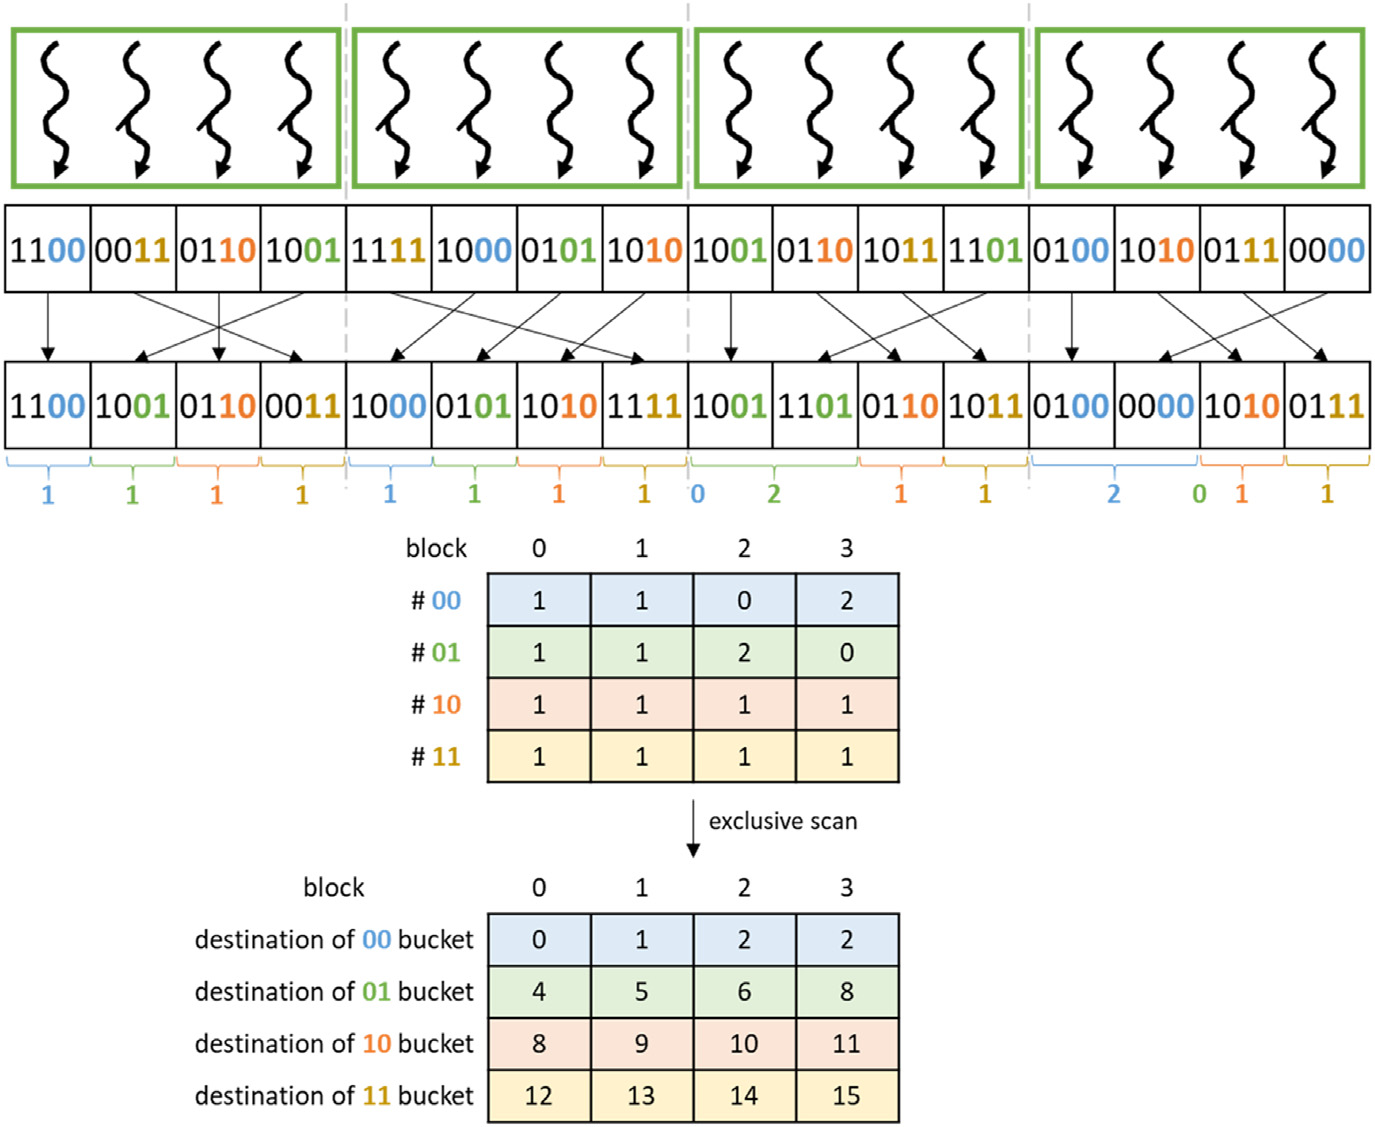 1100 0011 0110 1001 1111 1000 0101 1010 1001 0110 1011 1101 0100 1010 0111 0000
1100 1001 0110 0011 1000 0101 1010 1111 1001 1101 0110 1011 0100 0000 1010 0111
1 1 1 1 1 1 1 1 0 2 1 1 2 0 1 1
block 0 1 2 3
# 00 1 1 0 2
# 01 1 1 2 0
# 10 1 1 1 1
# 11 1 1 1 1
exclusive scan
block 0 1 2 3
destination of 00 bucket 0 1 2 2
destination of 01 bucket 4 5 6 8
destination of 10 bucket 8 9 10 11
destination of 11 bucket 12 13 14 15